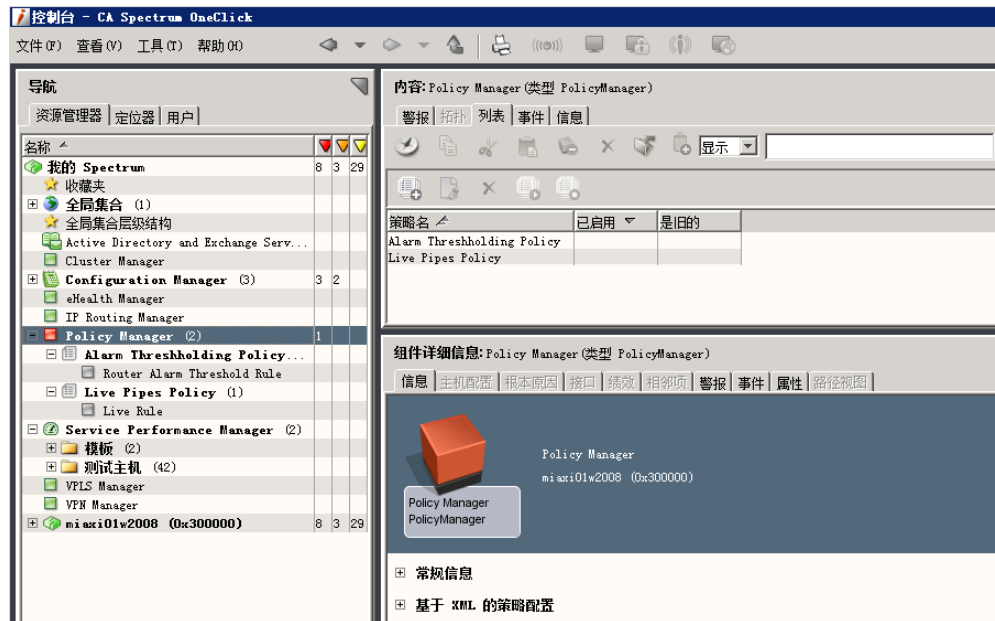 控制台 - CA Spectrum OneClick
文件(F) 查看(V) 工具(T) 帮助(H)
导航
资源管理器 定位器 用户
名称
我的 Spectrum 8 3 29
收藏夹
全局集合 (1)
全局集合层级结构
Active Directory and Exchange Serv...
Cluster Manager
Configuration Manager (3) 3 2
eHealth Manager
IP Routing Manager
Policy Manager (2) 1
Alarm Threshholding Policy...
Router Alarm Threshold Rule
Live Pipes Policy (1)
Live Rule
Service Performance Manager (2)
模板 (2)
测试主机 (42)
VPLS Manager
VPN Manager
miaxi01w2008 (0x300000) 8 3 29
内容:Policy Manager(类型 PolicyManager)
警报 拓扑 列表 事件 信息
显示
策略名 已启用 是旧的
Alarm Threshholding Policy
Live Pipes Policy
组件详细信息:Policy Manager(类型 PolicyManager)
信息 主机配置 根本原因 接口 绩效 相邻项 警报 事件 属性 路径视图
Policy Manager
miaxi01w2008 (0x300000)
Policy Manager
PolicyManager
常规信息
基于 XML 的策略配置